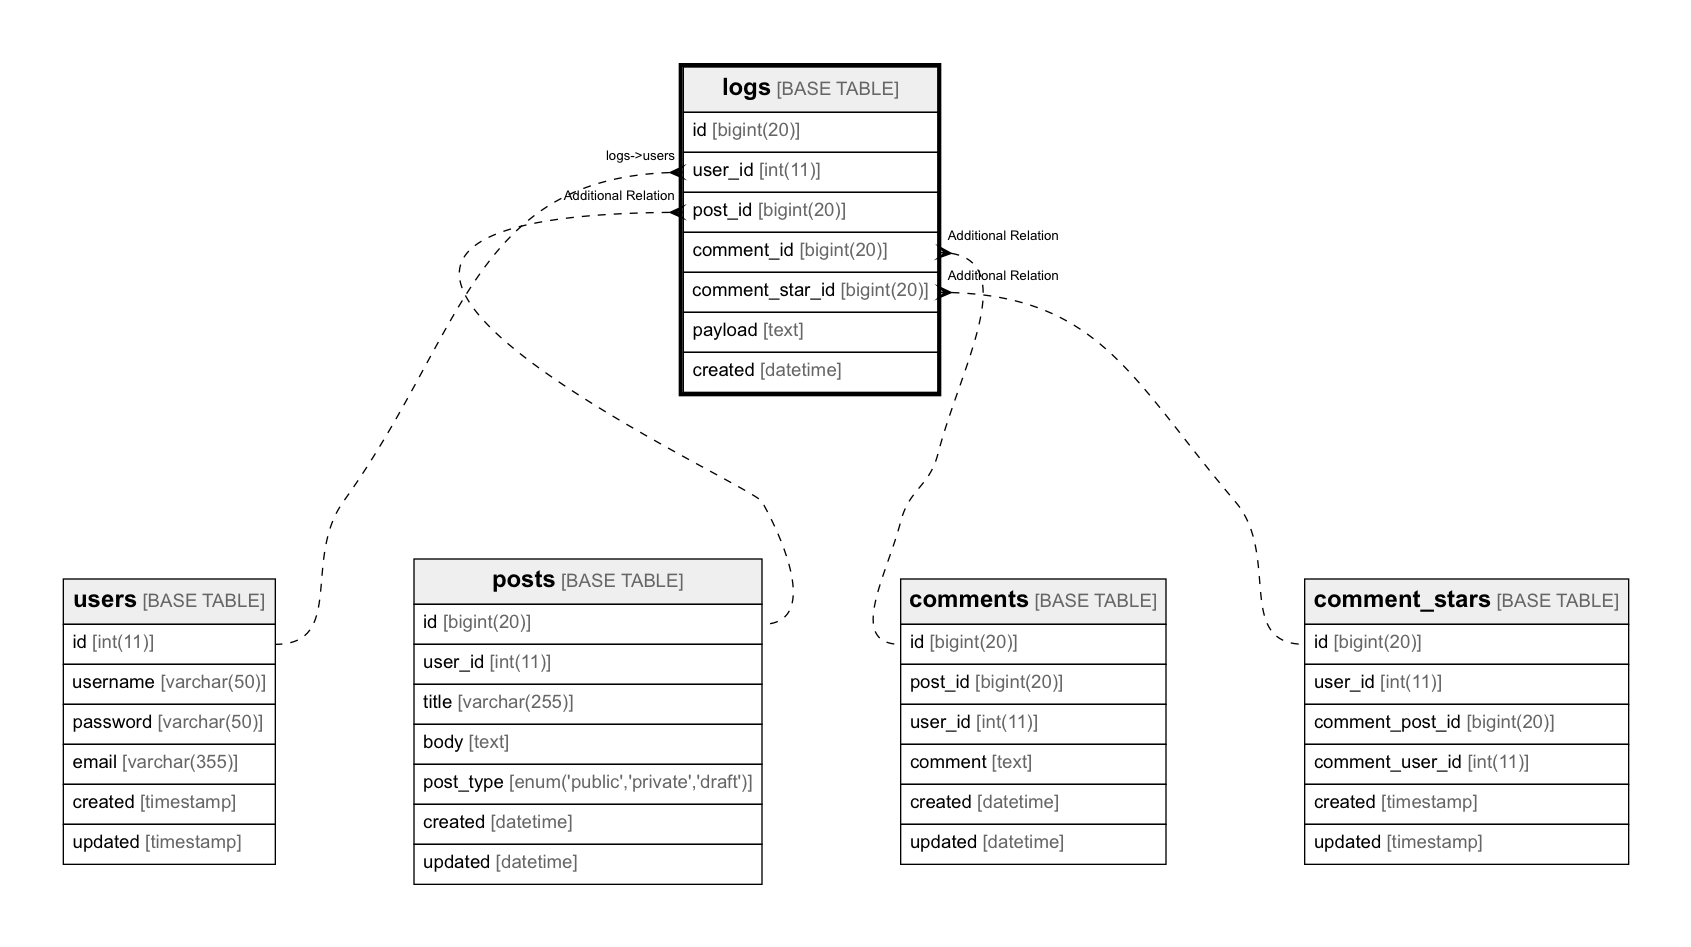 logs [BASE TABLE]
id [bigint(20)]
logs->users
user_id [int(11)]
Additional Relation
post_id [bigint(20)]
Additional Relation
comment_id [bigint(20)]
Additional Relation
comment_star_id [bigint(20)]
payload [text]
created [datetime]
users [BASE TABLE]
id [int(11)]
username [varchar(50)]
password [varchar(50)]
email [varchar(355)]
created [timestamp]
updated [timestamp]
posts [BASE TABLE]
id [bigint(20)]
user_id [int(11)]
title [varchar(255)]
body [text]
post_type [enum('public','private','draft')]
created [datetime]
updated [datetime]
comments [BASE TABLE]
id [bigint(20)]
post_id [bigint(20)]
user_id [int(11)]
comment [text]
created [datetime]
updated [datetime]
comment_stars [BASE TABLE]
id [bigint(20)]
user_id [int(11)]
comment_post_id [bigint(20)]
comment_user_id [int(11)]
created [timestamp]
updated [timestamp]